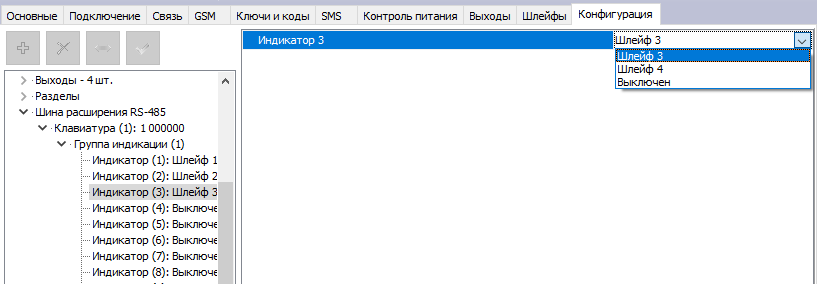 Основные Подключение Связь GSM Ключи и коды SMS Контроль питания Выходы Шлейфы Конфигурация
Индикатор 3 Шлейф 3
Шлейф 3
Шлейф 4
Выключен
Выходы - 4 шт.
Разделы
Шина расширения RS-485
Клавиатура (1): 1 000000
Группа индикации (1)
Индикатор (1): Шлейф 1
Индикатор (2): Шлейф 2
Индикатор (3): Шлейф 3
Индикатор (4): Выключе
Индикатор (5): Выключе
Индикатор (6): Выключе
Индикатор (7): Выключе
Индикатор (8): Выключе